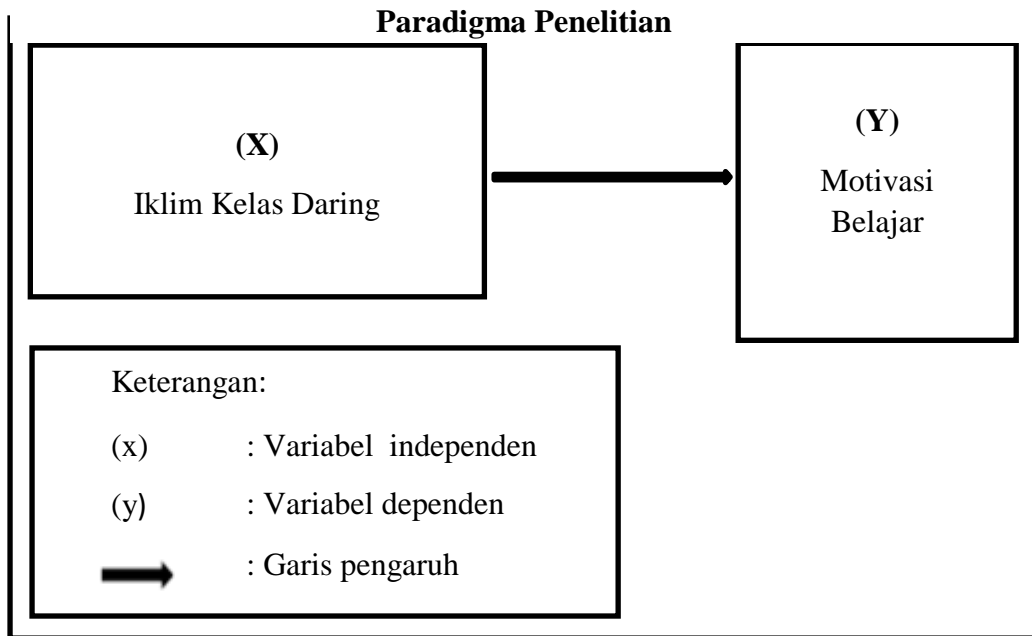 Paradigma Penelitian
(X)
Iklim Kelas Daring
(Y)
Motivasi
Belajar
Keterangan:
(x) : Variabel independen
(y) : Variabel dependen
: Garis pengaruh